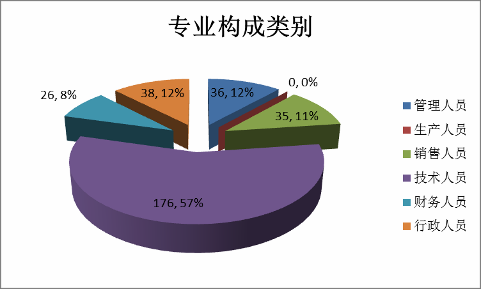 专业构成类别
36, 12%
0, 0%
35, 11%
176, 57%
26, 8%
38, 12%
管理人员
生产人员
销售人员
技术人员
财务人员
行政人员